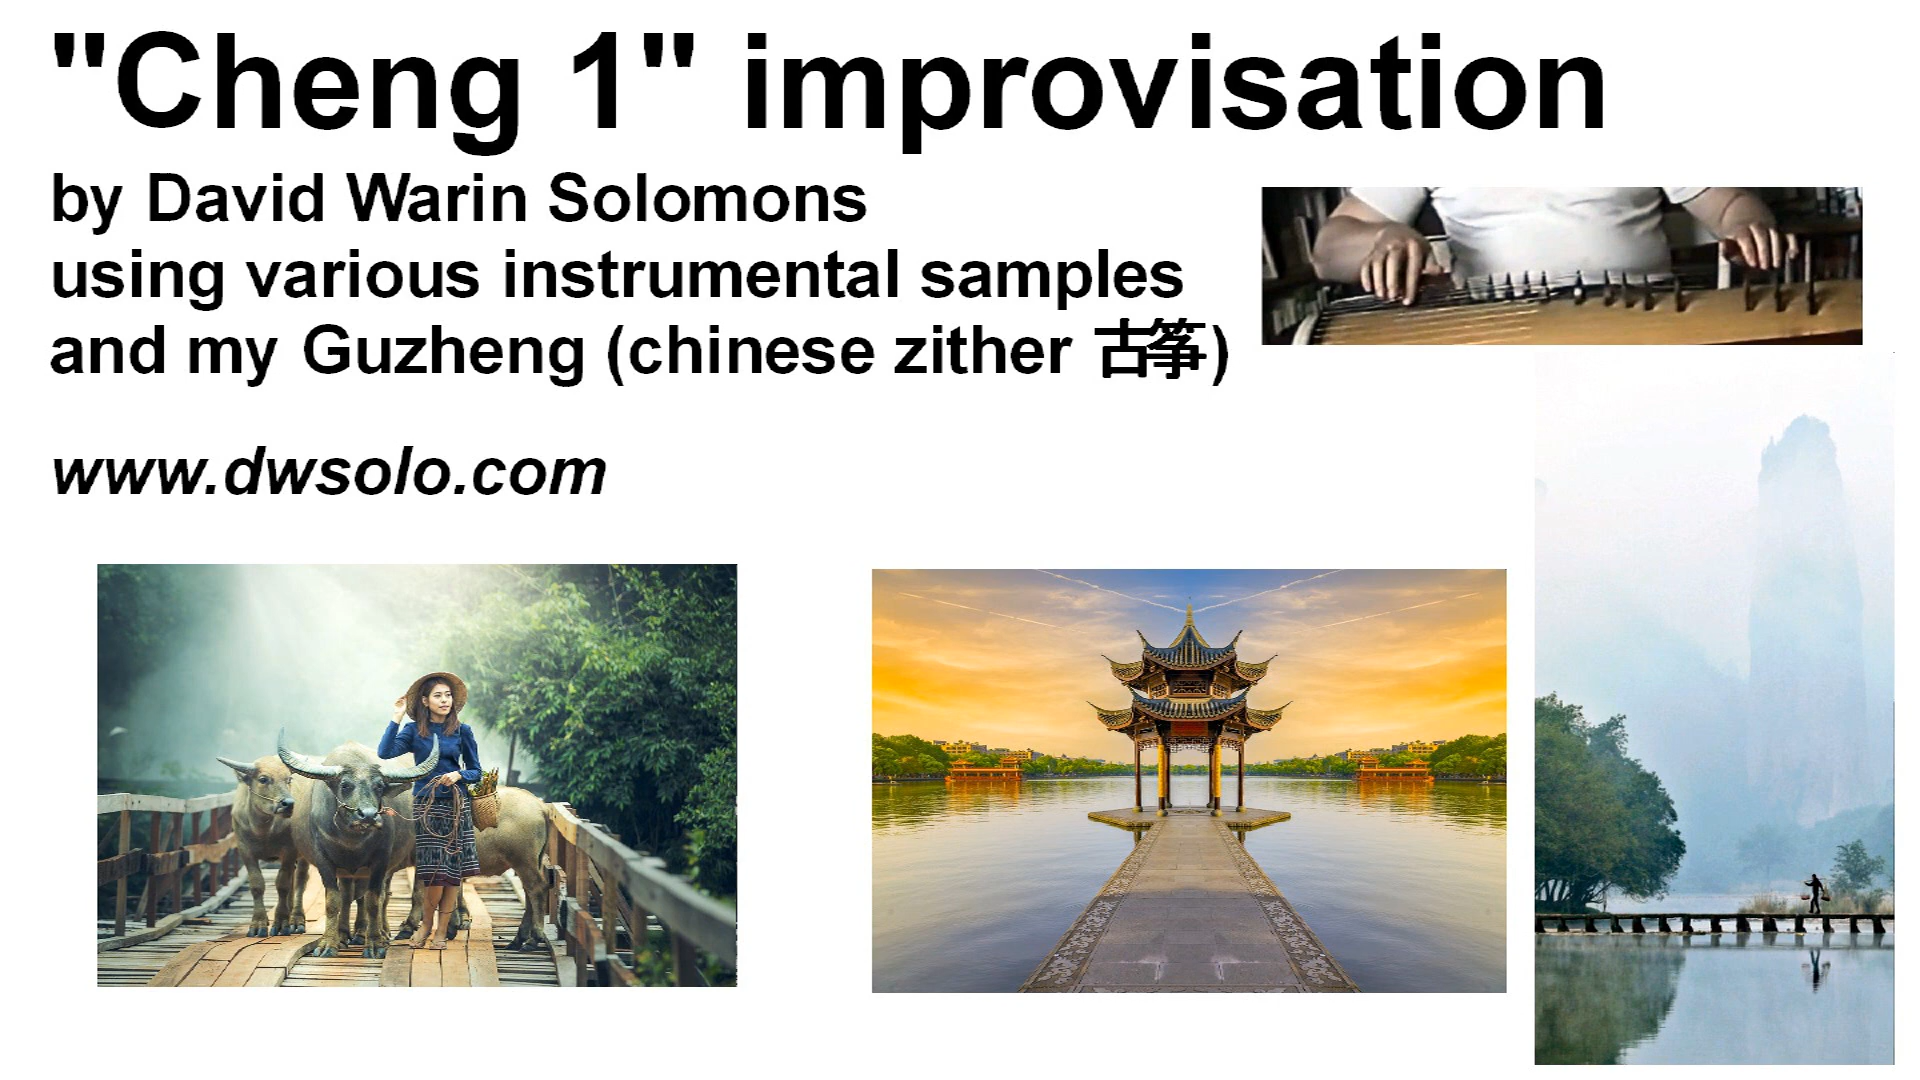 "Cheng 1" improvisation
by David Warin Solomons
using various instrumental samples
and my Guzheng (chinese zither 古筝)
www.dwsolo.com